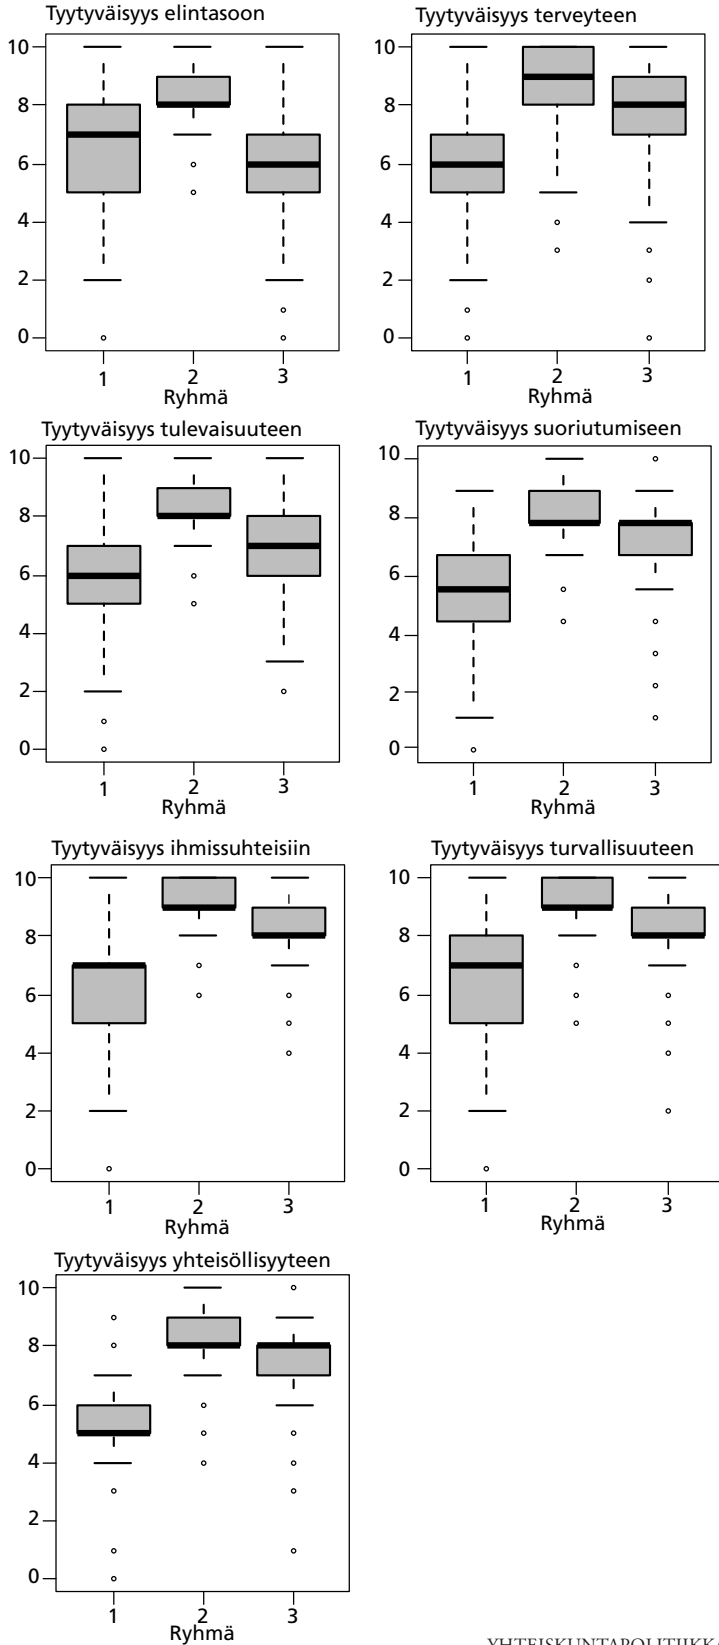 Tyytyväisyys elintasoon
10
8
6
4
2
0
1 2 3
Ryhmä
Tyytyväisyys terveyteen
10
8
6
4
2
0
1 2 3
Ryhmä
Tyytyväisyys tulevaisuuteen
10
8
6
4
2
0
1 2 3
Ryhmä
Tyytyväisyys suoriutumiseen
10
8
6
4
2
0
1 2 3
Ryhmä
Tyytyväisyys ihmissuhteisiin
10
8
6
4
2
0
1 2 3
Ryhmä
Tyytyväisyys turvallisuuteen
10
8
6
4
2
0
1 2 3
Ryhmä
Tyytyväisyys yhteisöllisyyteen
10
8
6
4
2
0
1 2 3
Ryhmä